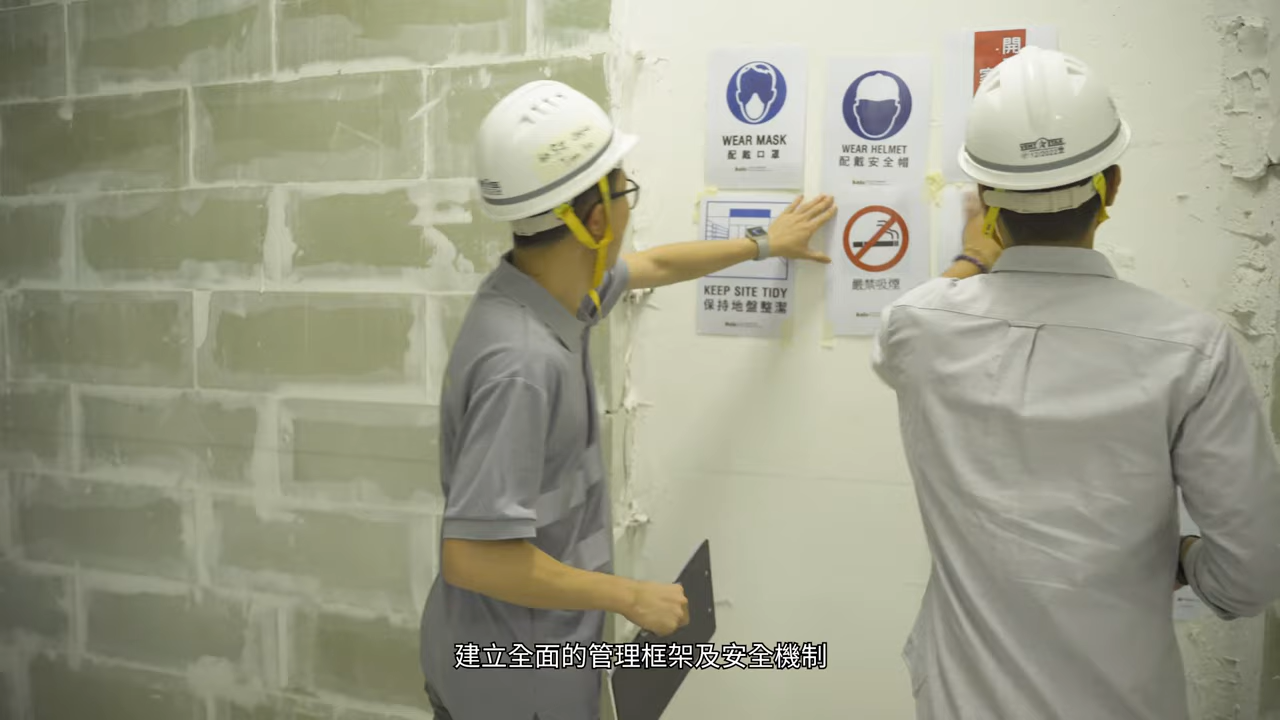 WEAR MASK
配戴口罩
WEAR HELMET
配戴安全帽
開
KEEP SITE TIDY
保持地盤整潔
嚴禁吸煙
建立全面的管理框架及安全機制